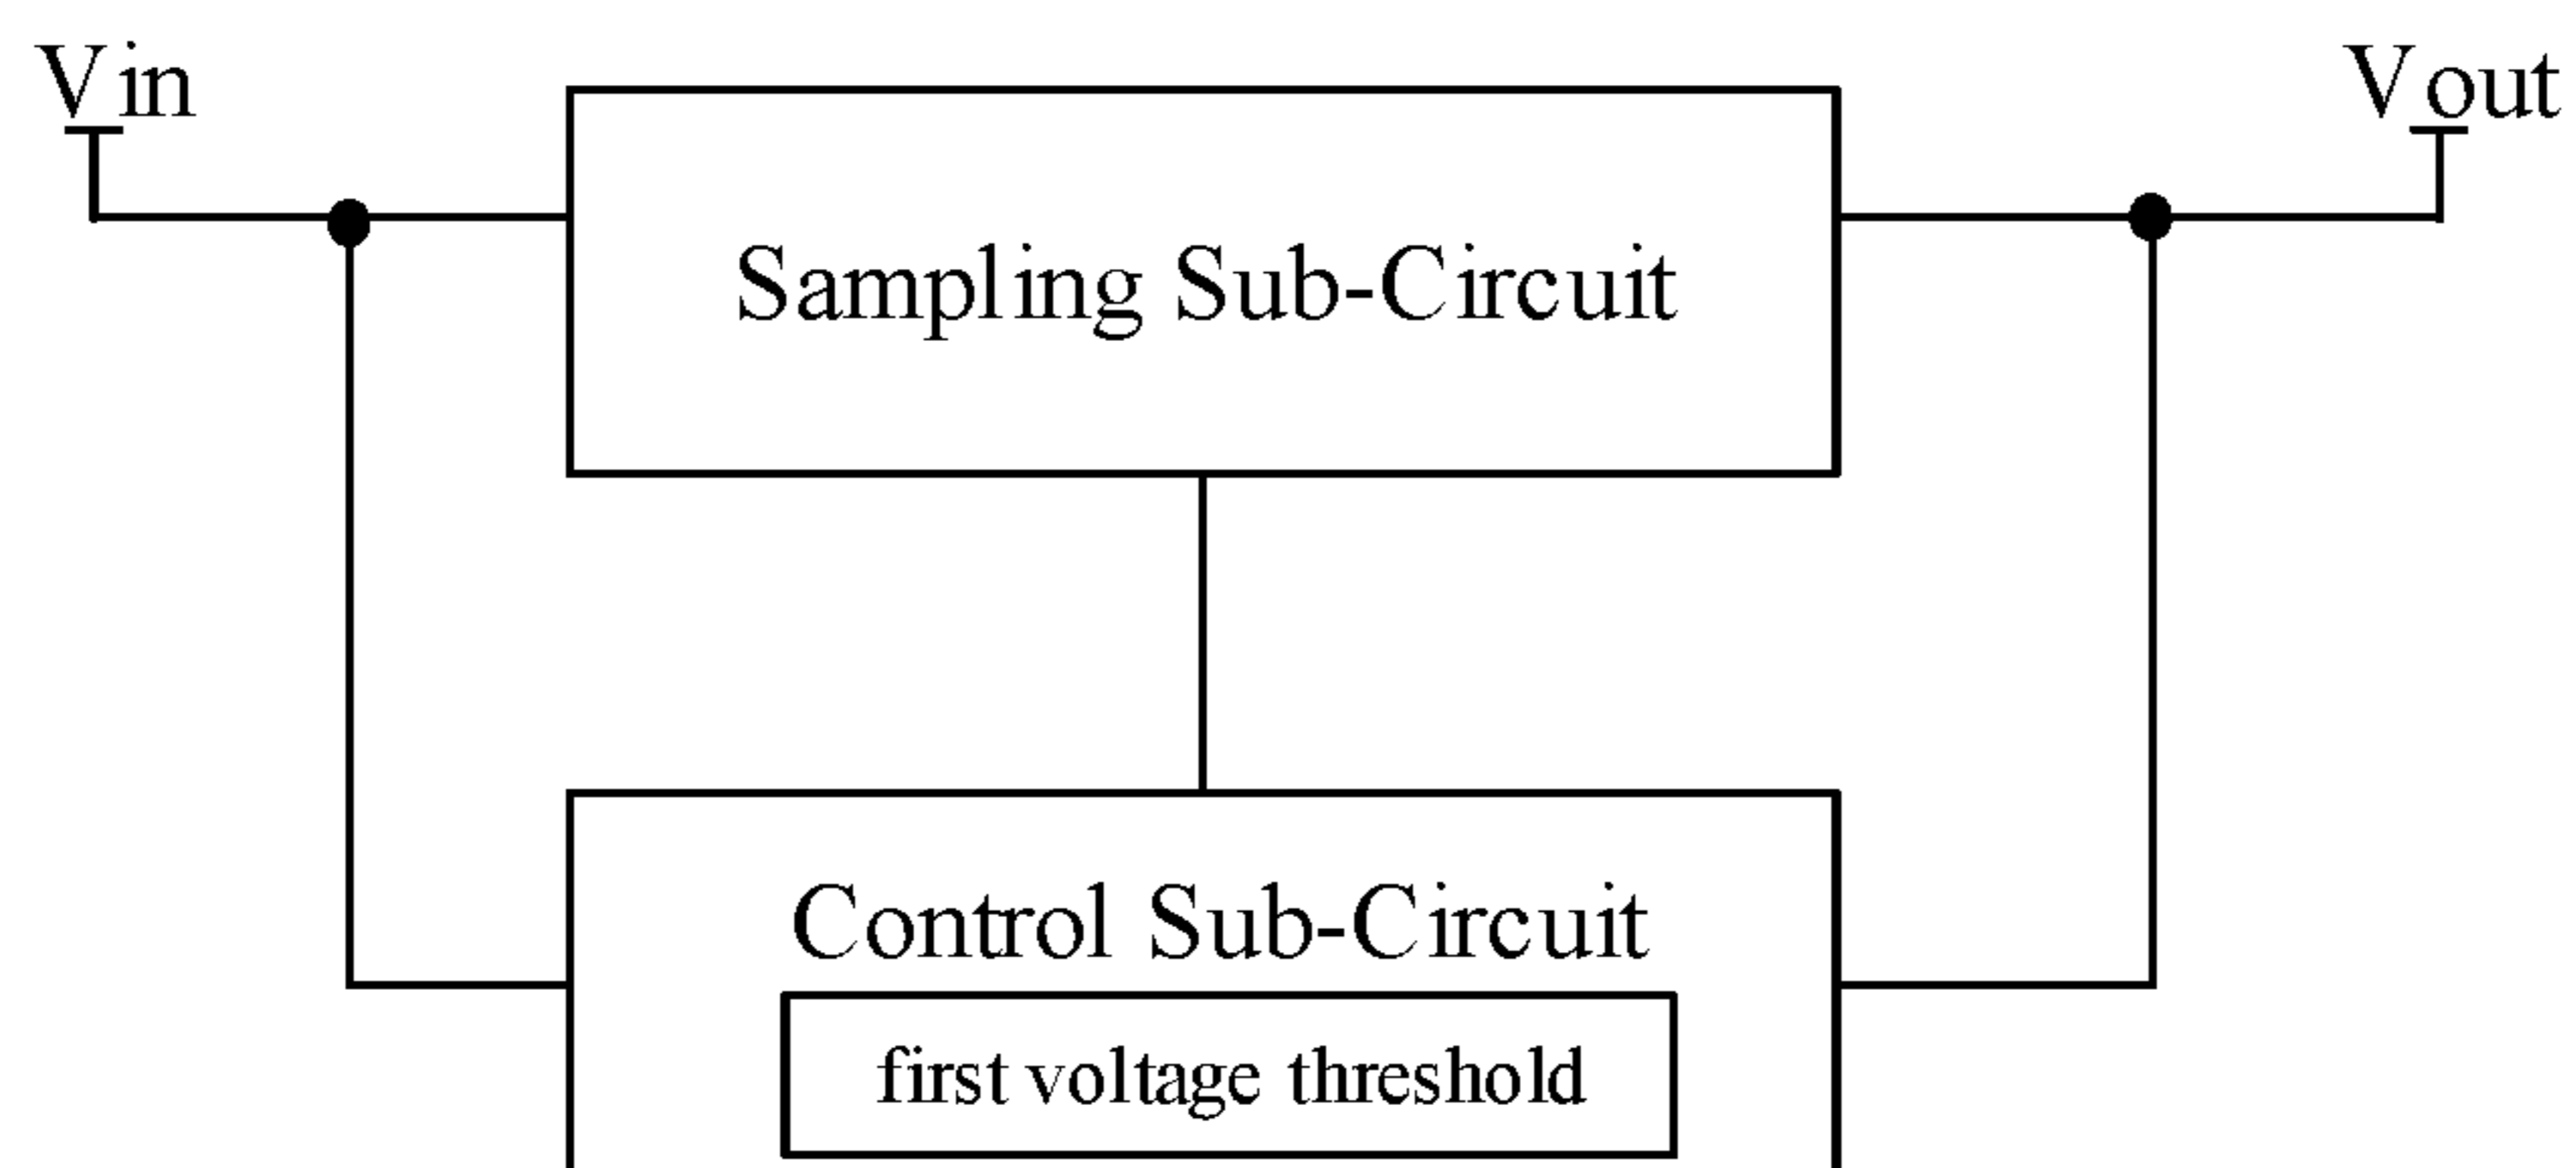 Vin
Vout
Sampling Sub-Circuit
Control Sub-Circuit
first voltage threshold